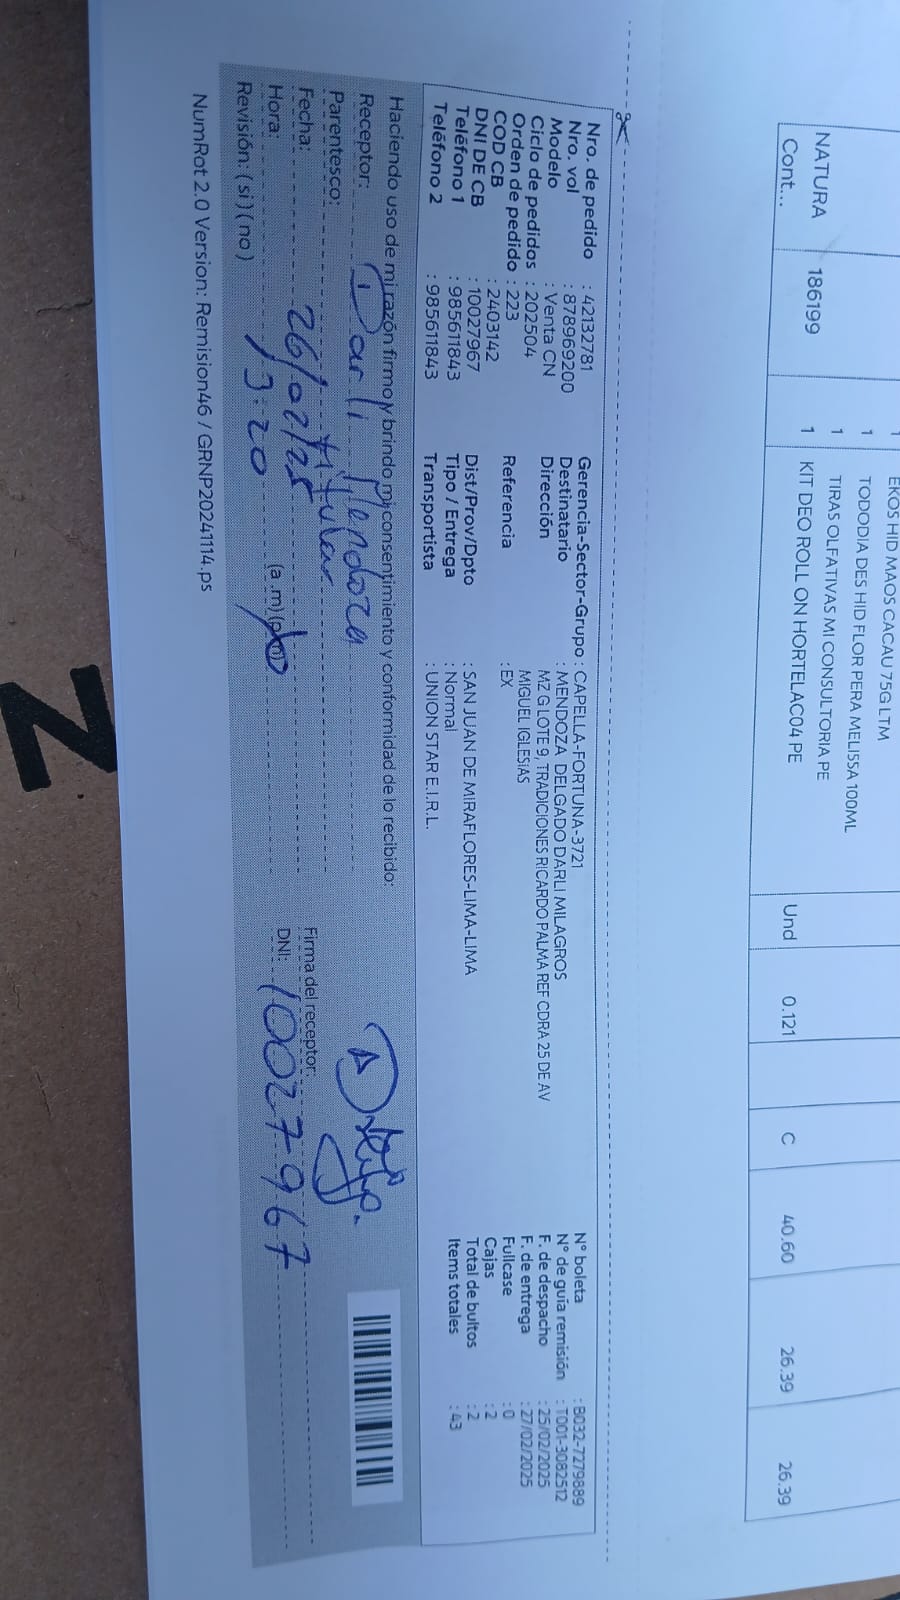 EKOS HID MAOS CACAU 75G LTM
1 TODODIA DES HID FLOR PERA MELISSA 100ML
1 TIRAS OLFATIVAS MI CONSULTORIA PE
NATURA 186199 1 KIT DEO ROLL ON HORTELAC04 PE Und 0.121 C 40.60 26.39 26.39
Cont...
Nro. de pedido : 42132781
Nro. vol : 878969200
Modelo : Venta CN
Ciclo de pedidos : 202504
Orden de pedido : 223
COD CB : 2403142
DNI DE CB : 10027967
Teléfono 1 : 985611843
Teléfono 2 : 985611843
Gerencia-Sector-Grupo : CAPELLA-FORTUNA-3721
Destinatario : MENDOZA DELGADO DARLI MILAGROS
Dirección MZ G LOTE 9, TRADICIONES RICARDO PALMA REF CDRA 25 DE AV
MIGUEL IGLESIAS
Referencia : EX
Dist/Prov/Dpto : SAN JUAN DE MIRAFLORES-LIMA-LIMA
Tipo / Entrega : Normal
Transportista : UNION STAR E.I.R.L.
N° boleta : B032-7279889
N° de guia remisión : T001-3082512
F. de despacho : 25/02/2025
F. de entrega : 27/02/2025
Fullcase : 0
Cajas : 2
Total de bultos : 2
Items totales : 43
Haciendo uso de mi razón firmo y brindo mi consentimiento y conformidad de lo recibido:
Receptor: Darli Mendoza
Parentesco: titular
Fecha: 26/02/25
Hora: 3:20 (a.m)(p.m)
Revisión: (si)(no)
Firma del receptor:
DNI: 10027967
NumRot 2.0 Version: Remision46 / GRNP20241114.ps
N